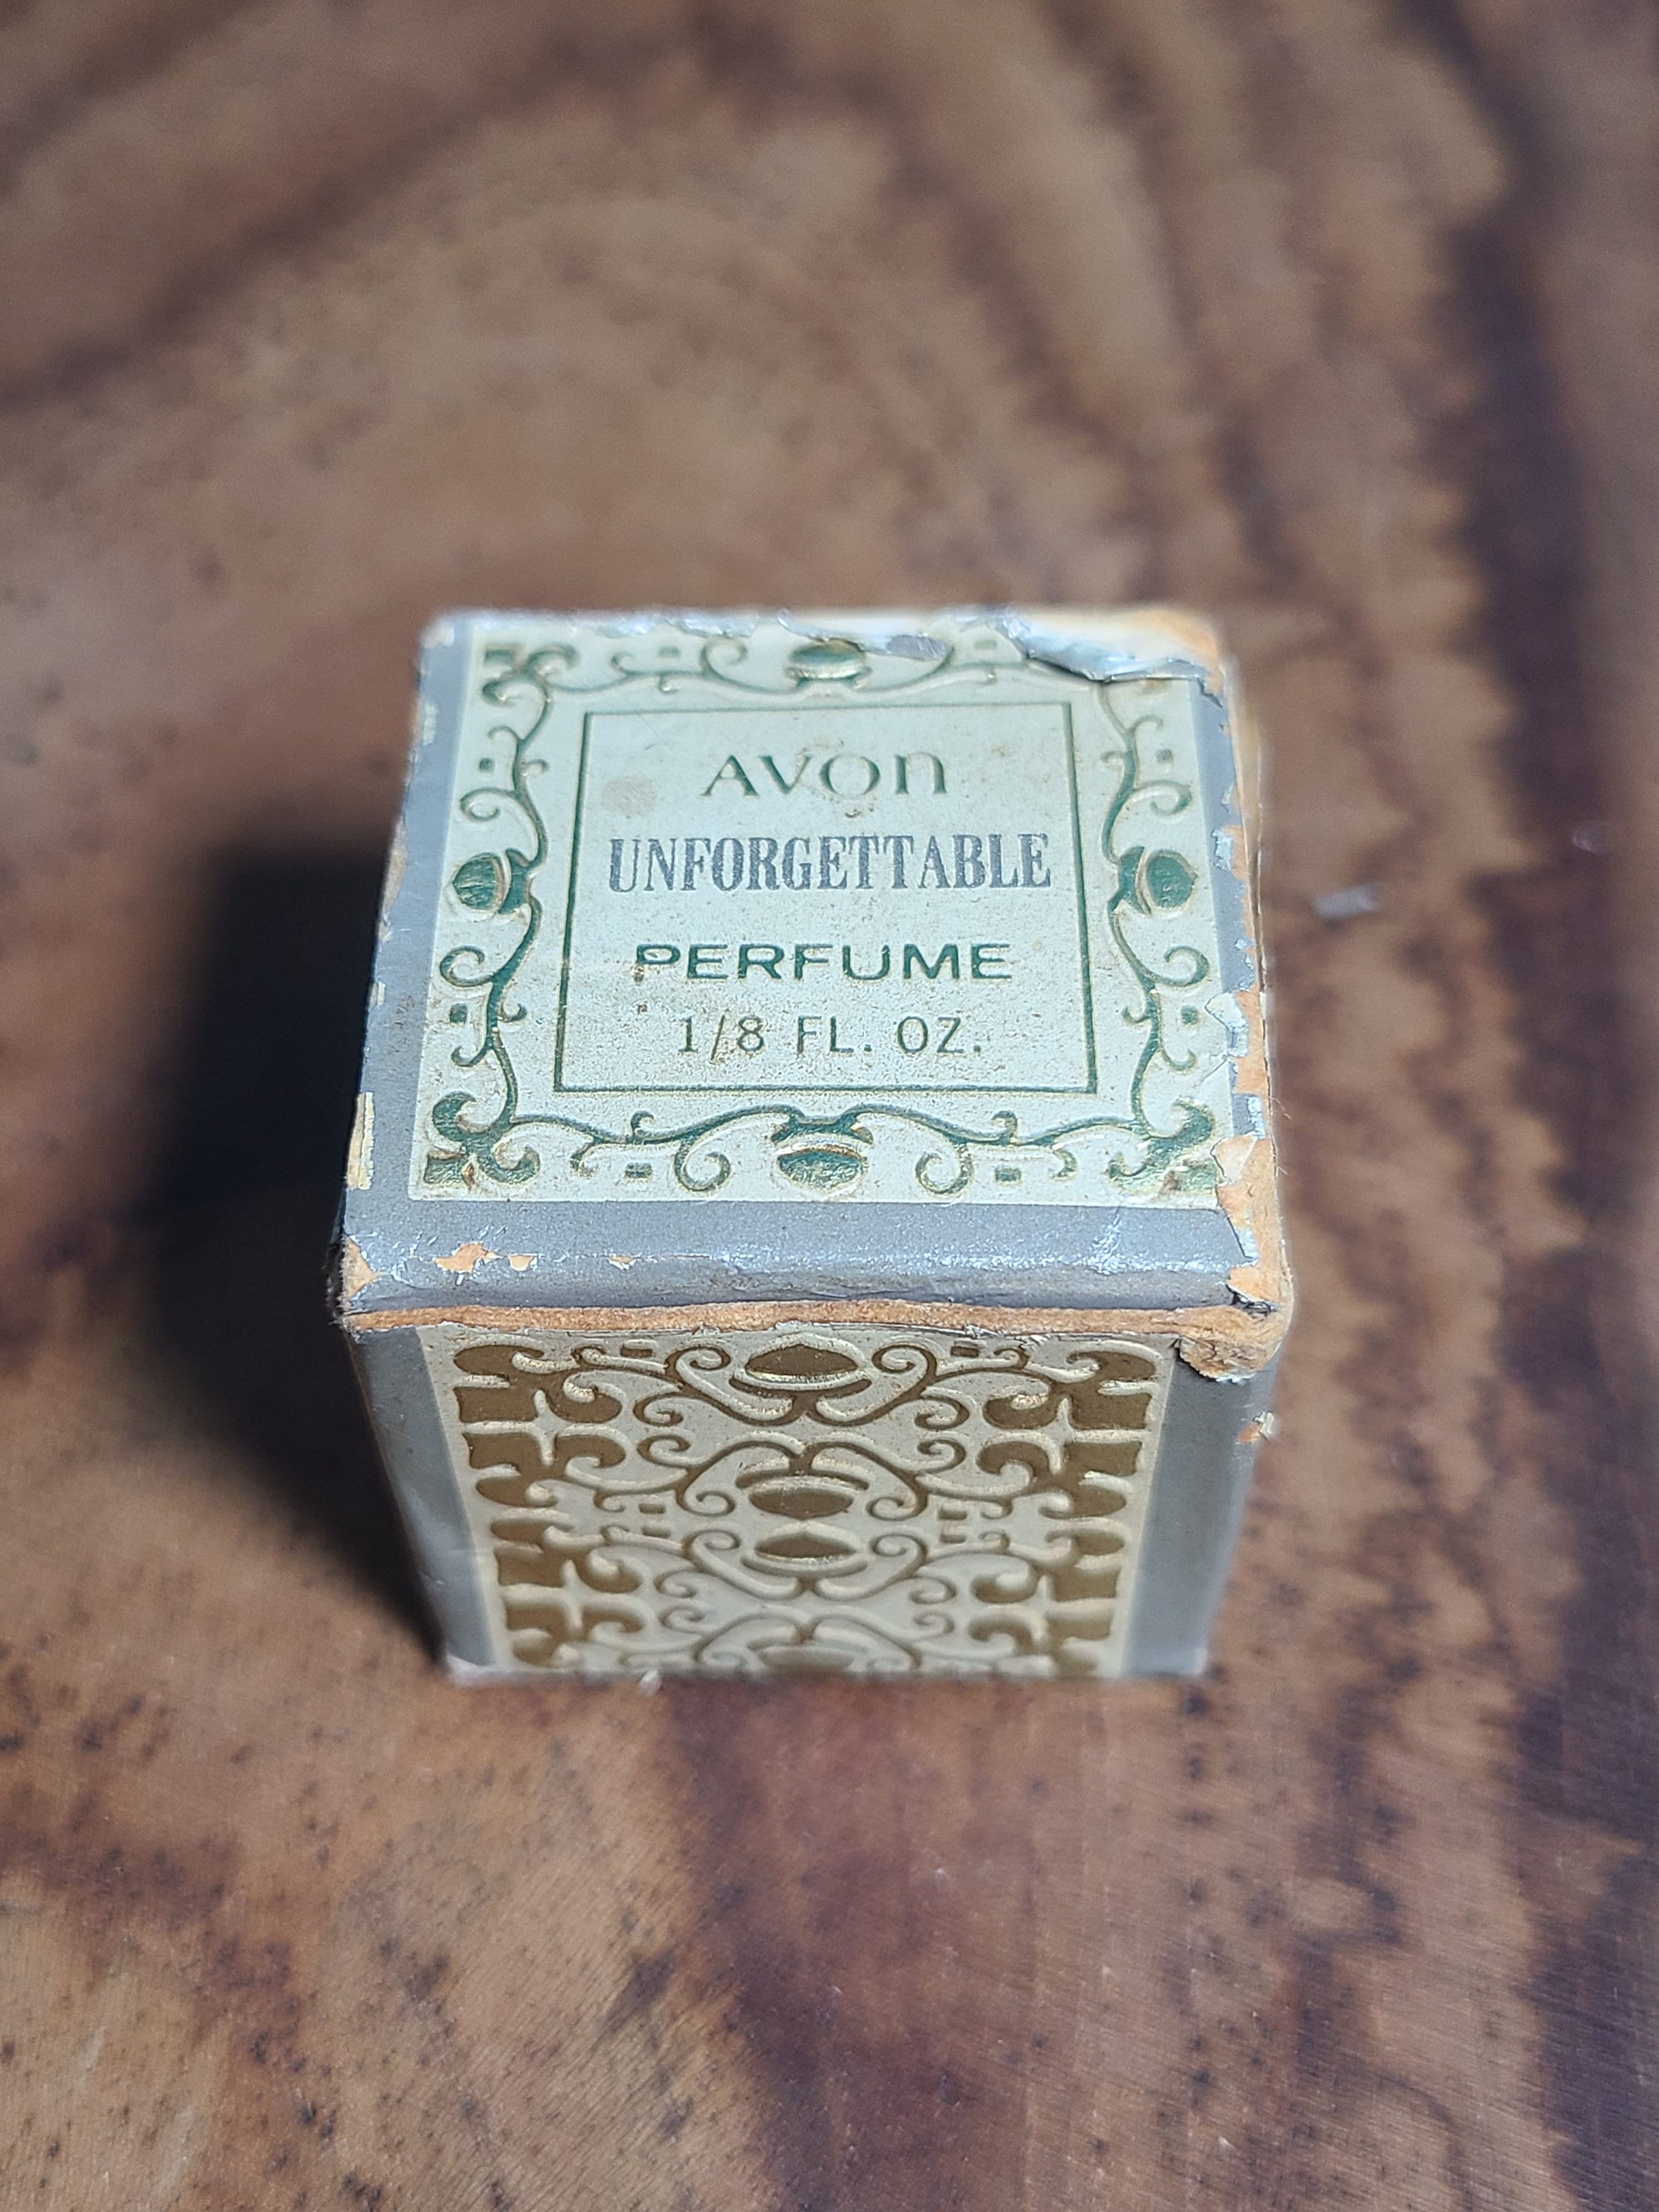 AVON
UNFORGETTABLE
PERFUME
1/8 FL. OZ.